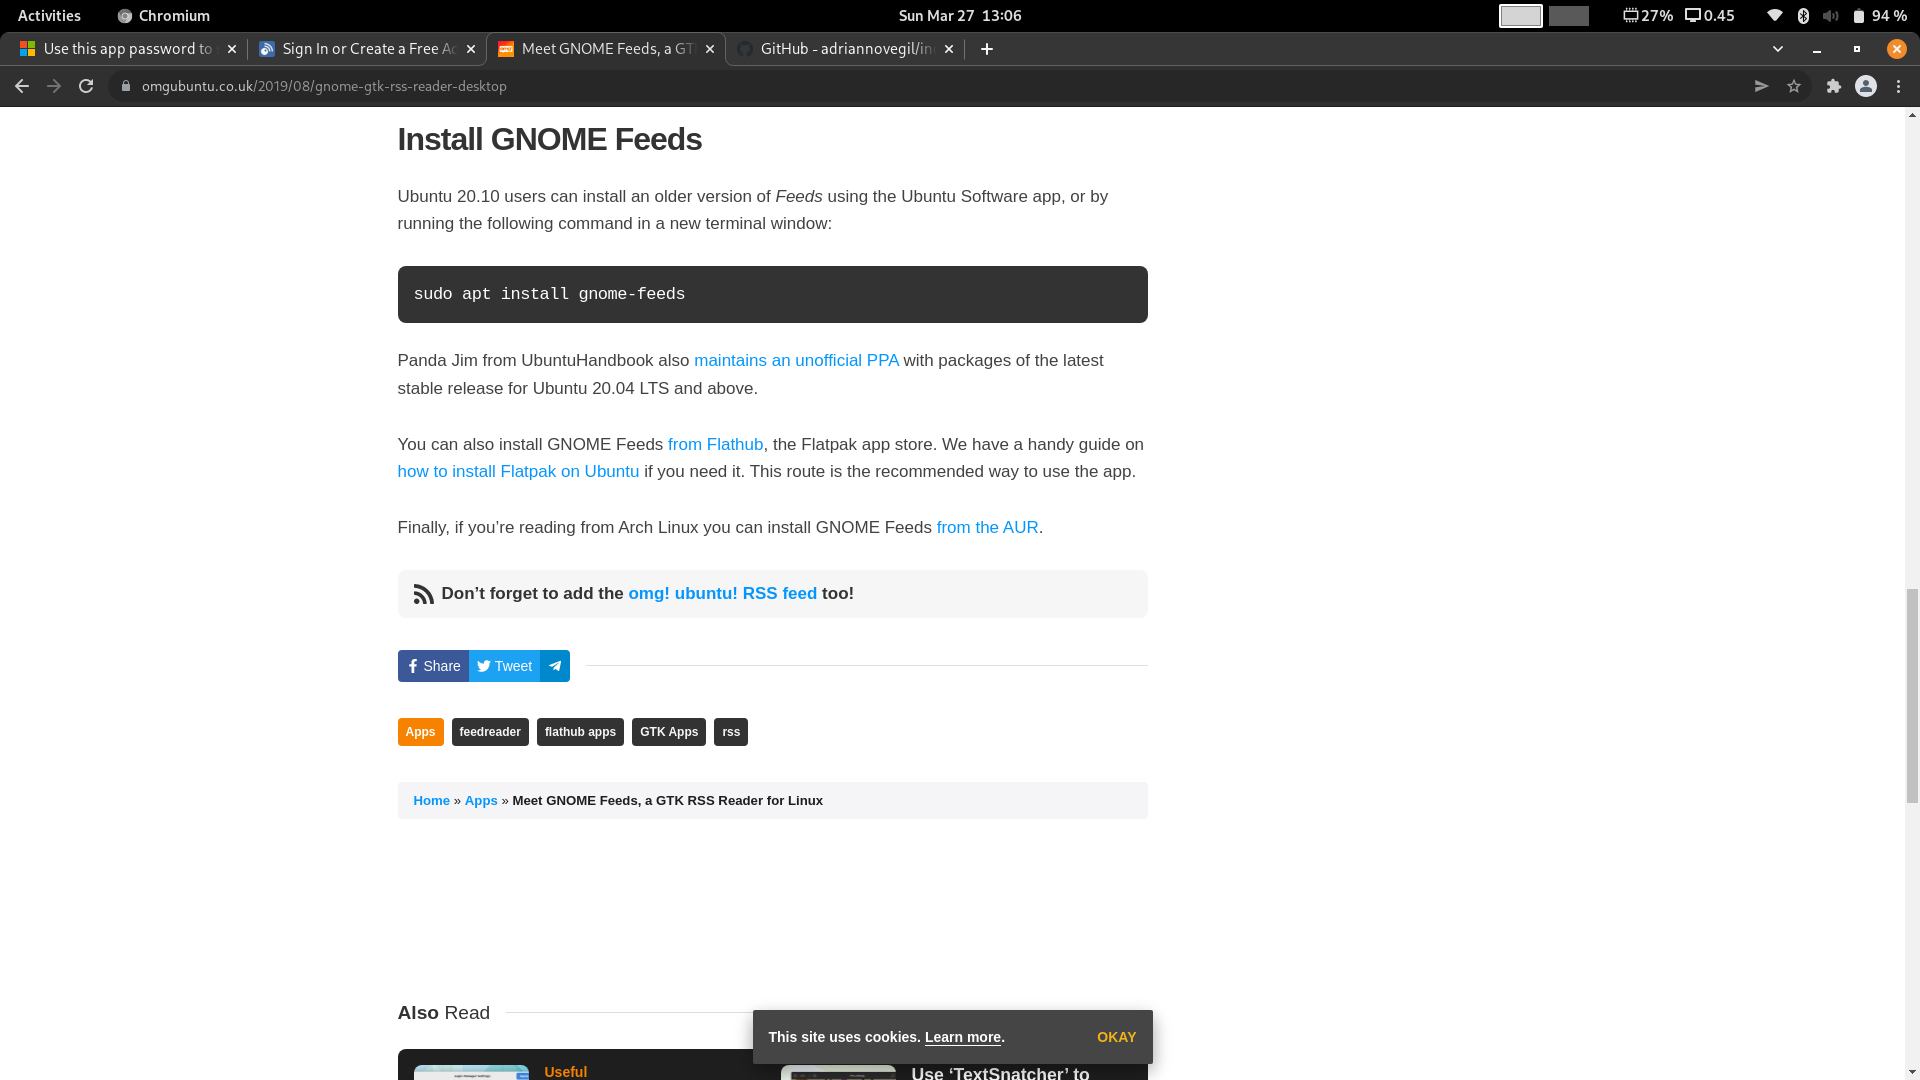 Activities
Chromium
Sun Mar 27 13:06
27%
0.45
94 %
Use this app password to
Sign In or Create a Free Ac
Meet GNOME Feeds, a GT
GitHub - adriannovegil/in
omgubuntu.co.uk/2019/08/gnome-gtk-rss-reader-desktop
Install GNOME Feeds
Ubuntu 20.10 users can install an older version of Feeds using the Ubuntu Software app, or by
running the following command in a new terminal window:
sudo apt install gnome-feeds
Panda Jim from UbuntuHandbook also maintains an unofficial PPA with packages of the latest
stable release for Ubuntu 20.04 LTS and above.
You can also install GNOME Feeds from Flathub, the Flatpak app store. We have a handy guide on
how to install Flatpak on Ubuntu if you need it. This route is the recommended way to use the app.
Finally, if you’re reading from Arch Linux you can install GNOME Feeds from the AUR.
Don’t forget to add the omg! ubuntu! RSS feed too!
Share
Tweet
Apps
feedreader
flathub apps
GTK Apps
rss
Home » Apps » Meet GNOME Feeds, a GTK RSS Reader for Linux
Also Read
This site uses cookies. Learn more.
OKAY
Useful
Use ‘TextSnatcher’ to